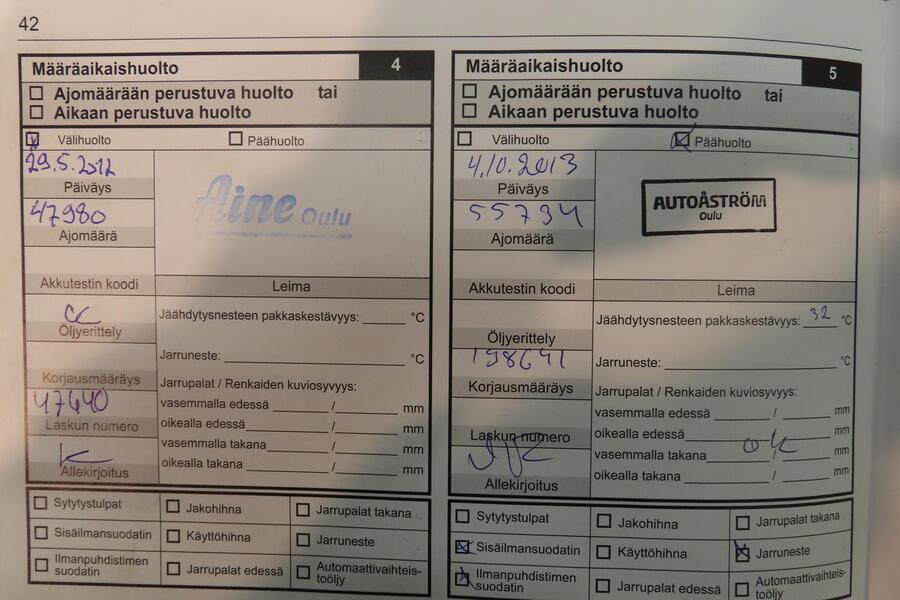 42
Määräaikaishuolto 4
Ajomäärään perustuva huolto tai
Aikaan perustuva huolto
Välihuolto Päähuolto
29.5.2012
Päiväys
47980
Ajomäärä
Aine Oulu
Akkutestin koodi
Leima
Öljyerittely
Jäähdytysnesteen pakkaskestävyys: °C
Jarruneste: °C
Korjausmääräys
47440
Laskun numero
Allekirjoitus
Jarrupalat / Renkaiden kuviosyvyys:
vasemmalla edessä / mm
oikealla edessä / mm
vasemmalla takana / mm
oikealla takana / mm
Sytytystulpat Jakohihna Jarrupalat takana
Sisäilmansuodatin Käyttöhihna Jarruneste
Ilmanpuhdistimen suodatin Jarrupalat edessä Automaattivaihteis-
tööljy
Määräaikaishuolto 5
Ajomäärään perustuva huolto tai
Aikaan perustuva huolto
Välihuolto Päähuolto
4.10.2013
Päiväys
55734
Ajomäärä
AUTOÅSTRÖM
Oulu
Akkutestin koodi
Leima
Öljyerittely
Jäähdytysnesteen pakkaskestävyys: 32 °C
198641
Jarruneste: °C
Korjausmääräys
Laskun numero
Allekirjoitus
Jarrupalat / Renkaiden kuviosyvyys:
vasemmalla edessä / mm
oikealla edessä / mm
ok
vasemmalla takana / mm
oikealla takana / mm
Sytytystulpat Jakohihna Jarrupalat takana
Sisäilmansuodatin Käyttöhihna Jarruneste
Ilmanpuhdistimen
suodatin Jarrupalat edessä Automaattivaihteis-
tööljy